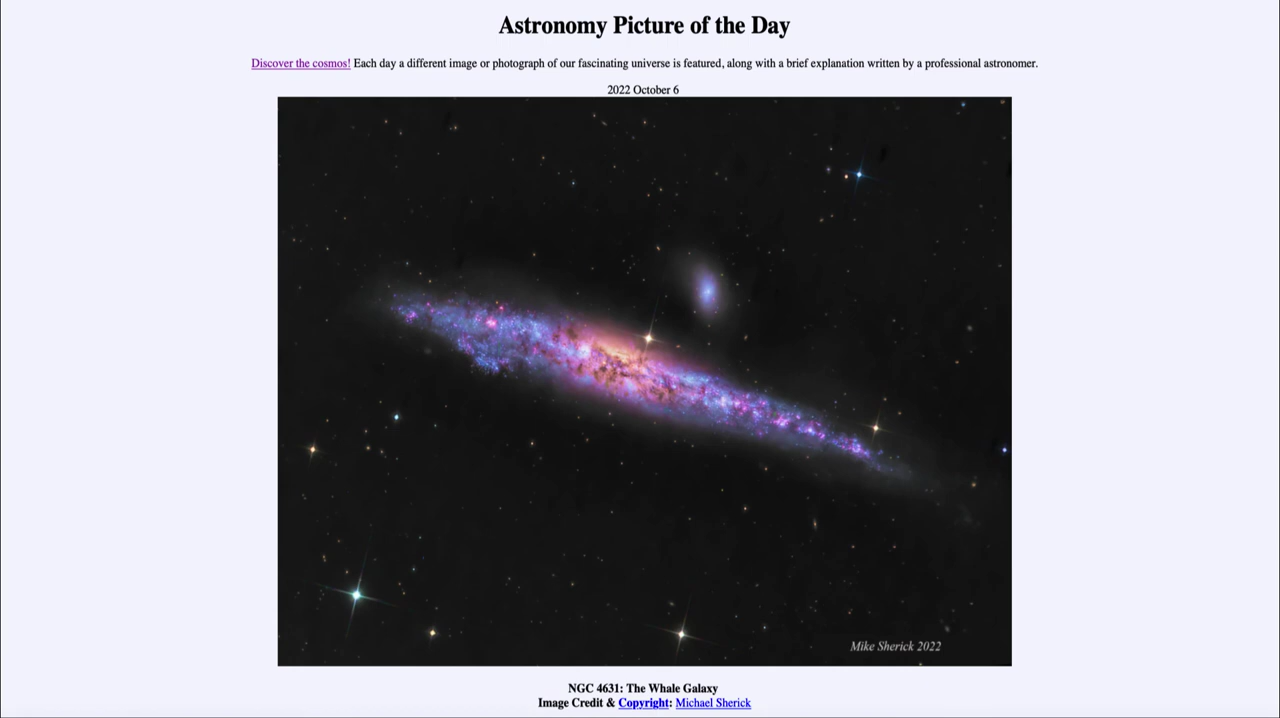 Astronomy Picture of the Day
Discover the cosmos! Each day a different image or photograph of our fascinating universe is featured, along with a brief explanation written by a professional astronomer.
2022 October 6
Mike Sherick 2022
NGC 4631: The Whale Galaxy
Image Credit & Copyright: Michael Sherick